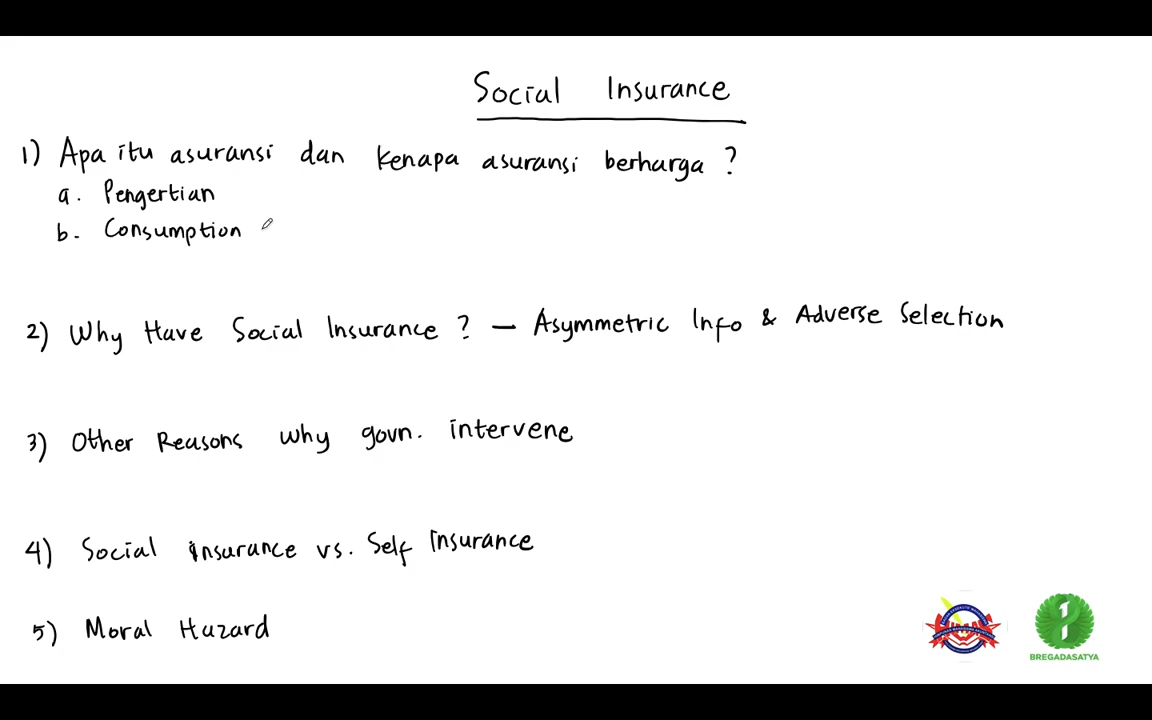 Social Insurance
1) Apa itu asuransi dan kenapa asuransi berharga ?
a. Pengertian
b. Consumption
2) Why Have Social Insurance ? — Asymmetric Info & Adverse Selection
3) Other Reasons why govn. intervene
4) Social insurance vs. Self Insurance
5) Moral Hazard
BREGADASATYA